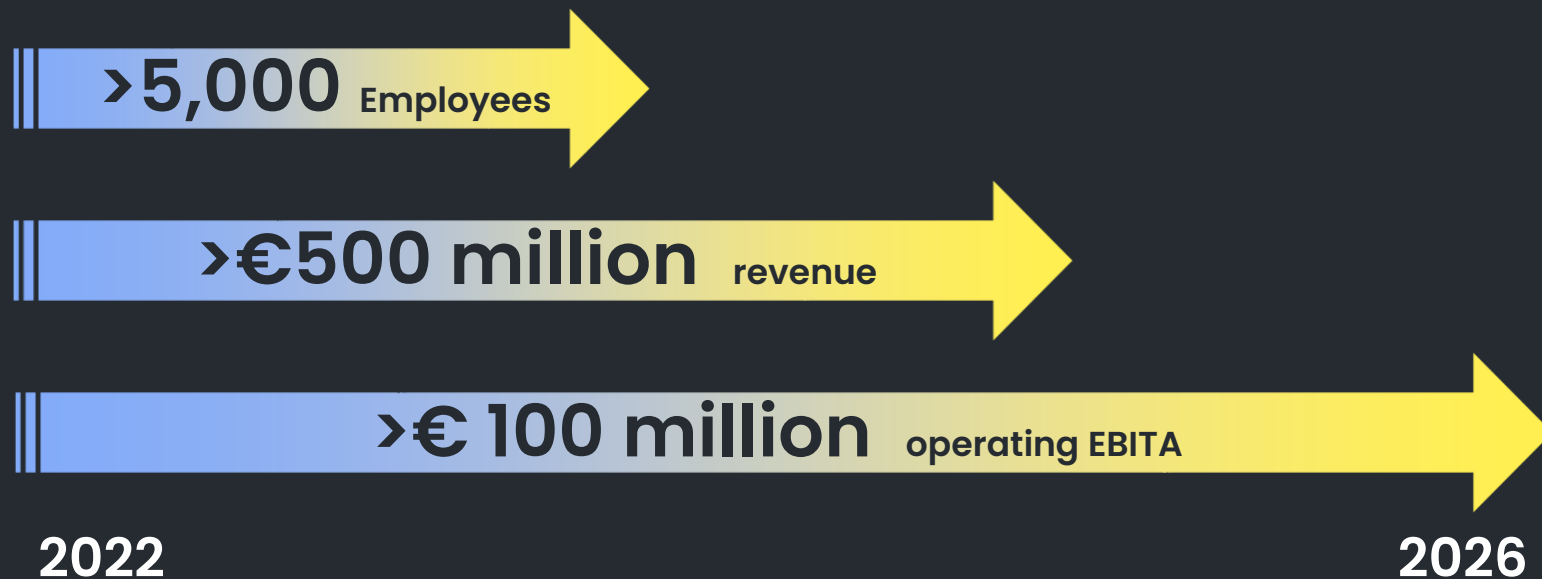 >5,000 Employees
>€500 million revenue
>€ 100 million operating EBITA
2022 2026